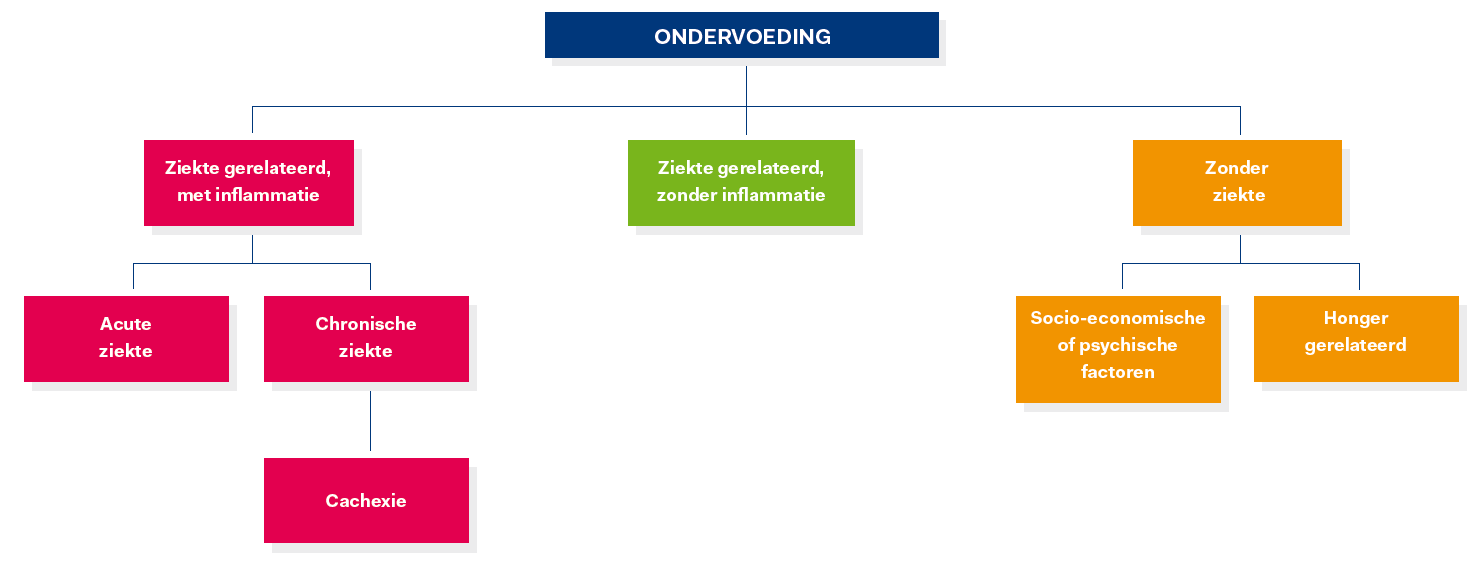 ONDERVOEDING
Ziekte gerelateerd,
met inflammatie
Ziekte gerelateerd,
zonder inflammatie
Zonder
ziekte
Acute
ziekte
Chronische
ziekte
Socio-economische
of psychische
factoren
Honger
gerelateerd
Cachexie